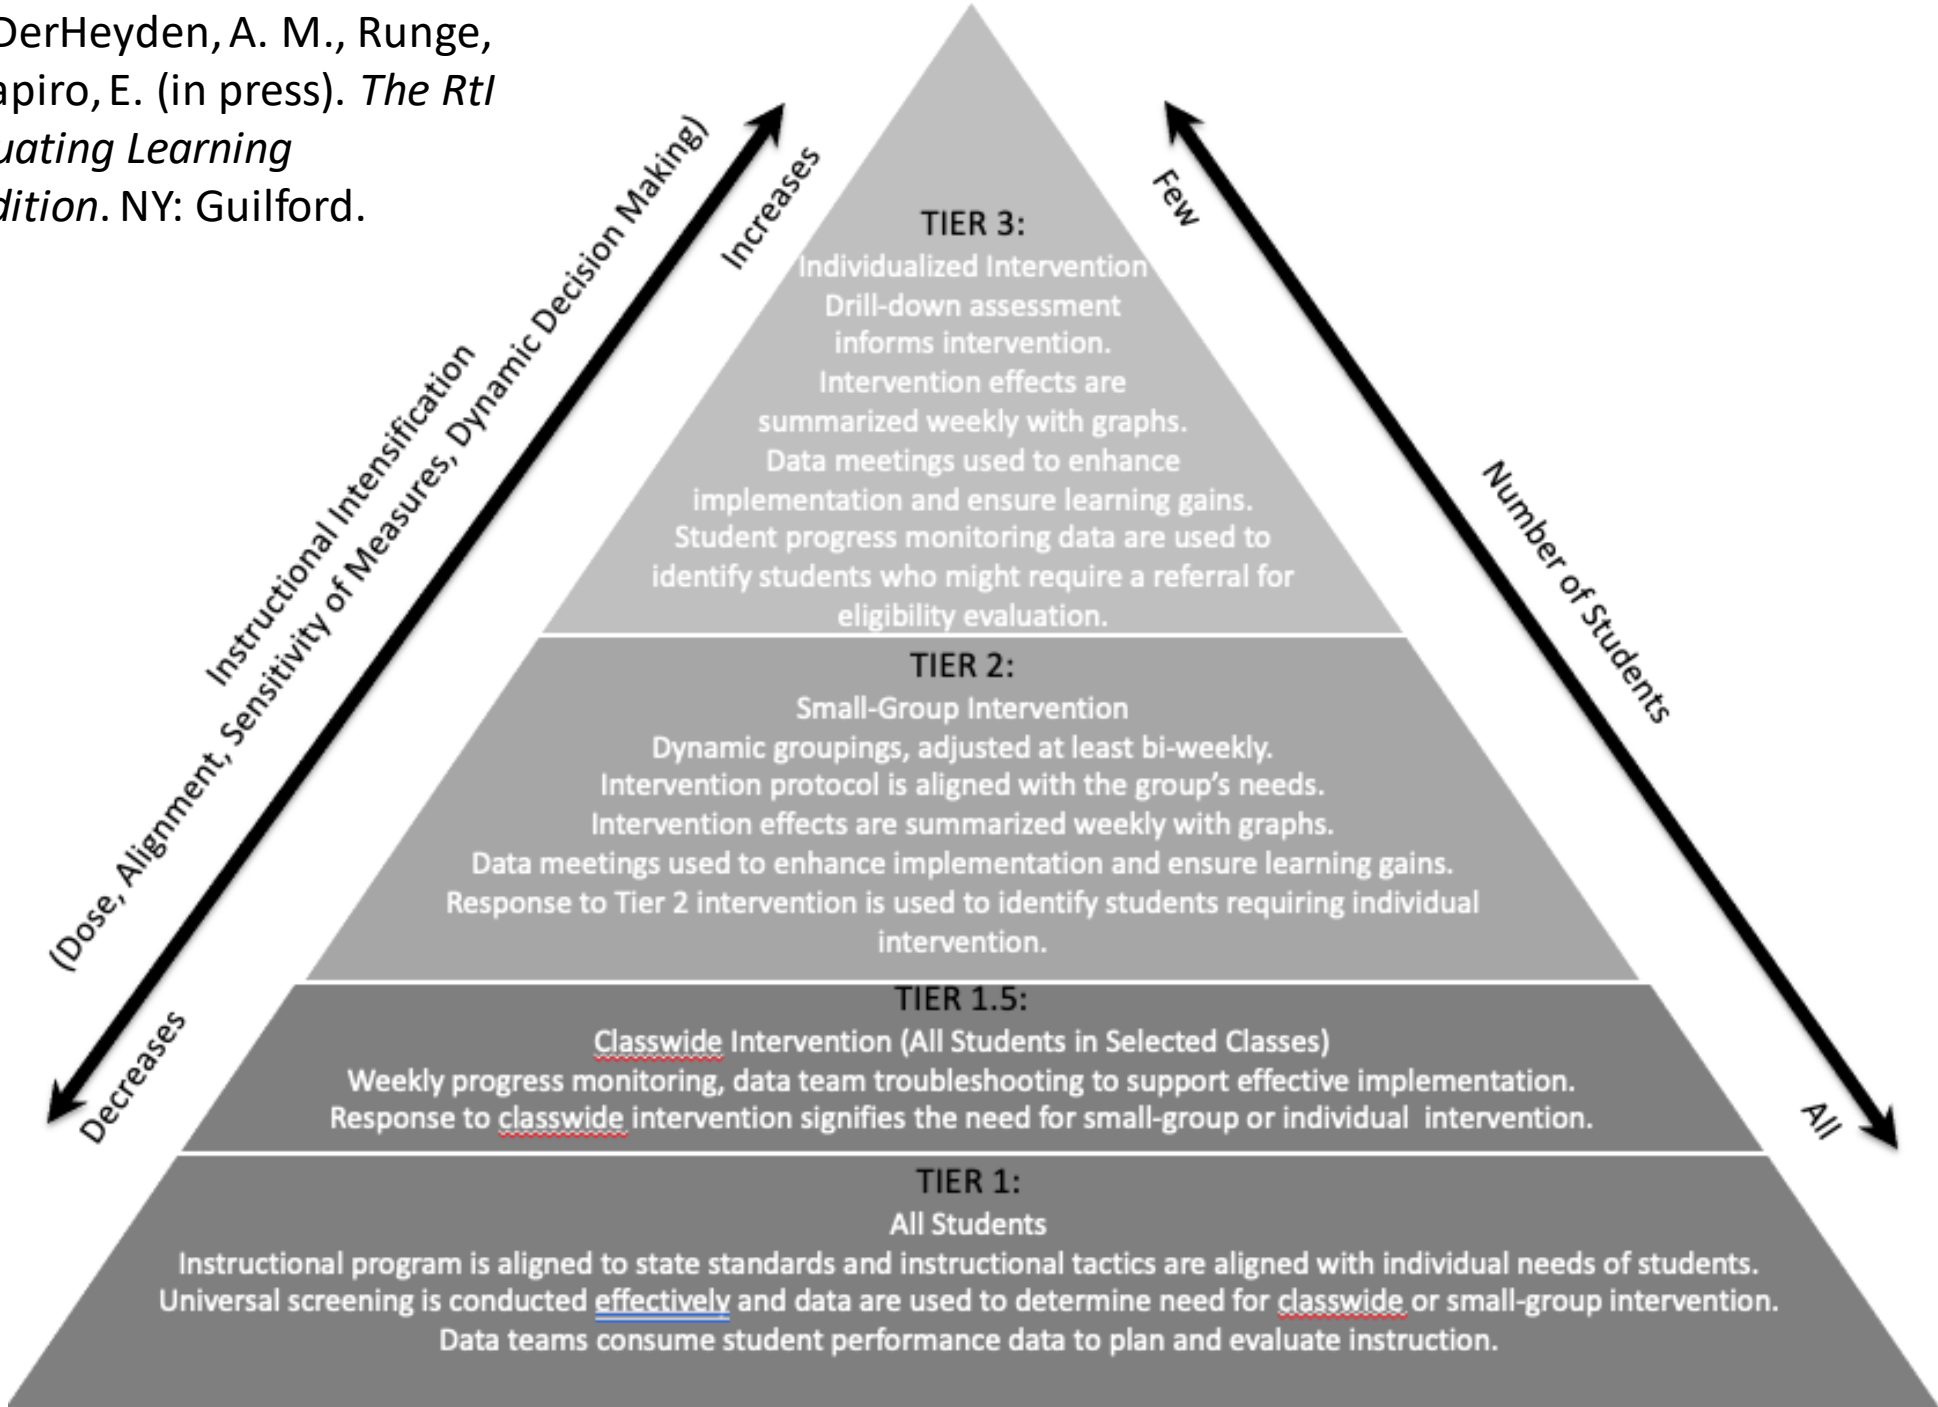 DerHeyden, A. M., Runge,
apiro, E. (in press). The RtI
uating Learning
dition. NY: Guilford.
Instructional Intensification
(Dose, Alignment, Sensitivity of Measures, Dynamic Decision Making)
Increases
Decreases
Few
Number of Students
All
TIER 3:
Individualized Intervention
Drill-down assessment
informs intervention.
Intervention effects are
summarized weekly with graphs.
Data meetings used to enhance
implementation and ensure learning gains.
Student progress monitoring data are used to
identify students who might require a referral for
eligibility evaluation.
TIER 2:
Small-Group Intervention
Dynamic groupings, adjusted at least bi-weekly.
Intervention protocol is aligned with the group’s needs.
Intervention effects are summarized weekly with graphs.
Data meetings used to enhance implementation and ensure learning gains.
Response to Tier 2 intervention is used to identify students requiring individual
intervention.
TIER 1.5:
Classwide Intervention (All Students in Selected Classes)
Weekly progress monitoring, data team troubleshooting to support effective implementation.
Response to classwide intervention signifies the need for small-group or individual intervention.
TIER 1:
All Students
Instructional program is aligned to state standards and instructional tactics are aligned with individual needs of students.
Universal screening is conducted effectively and data are used to determine need for classwide or small-group intervention.
Data teams consume student performance data to plan and evaluate instruction.